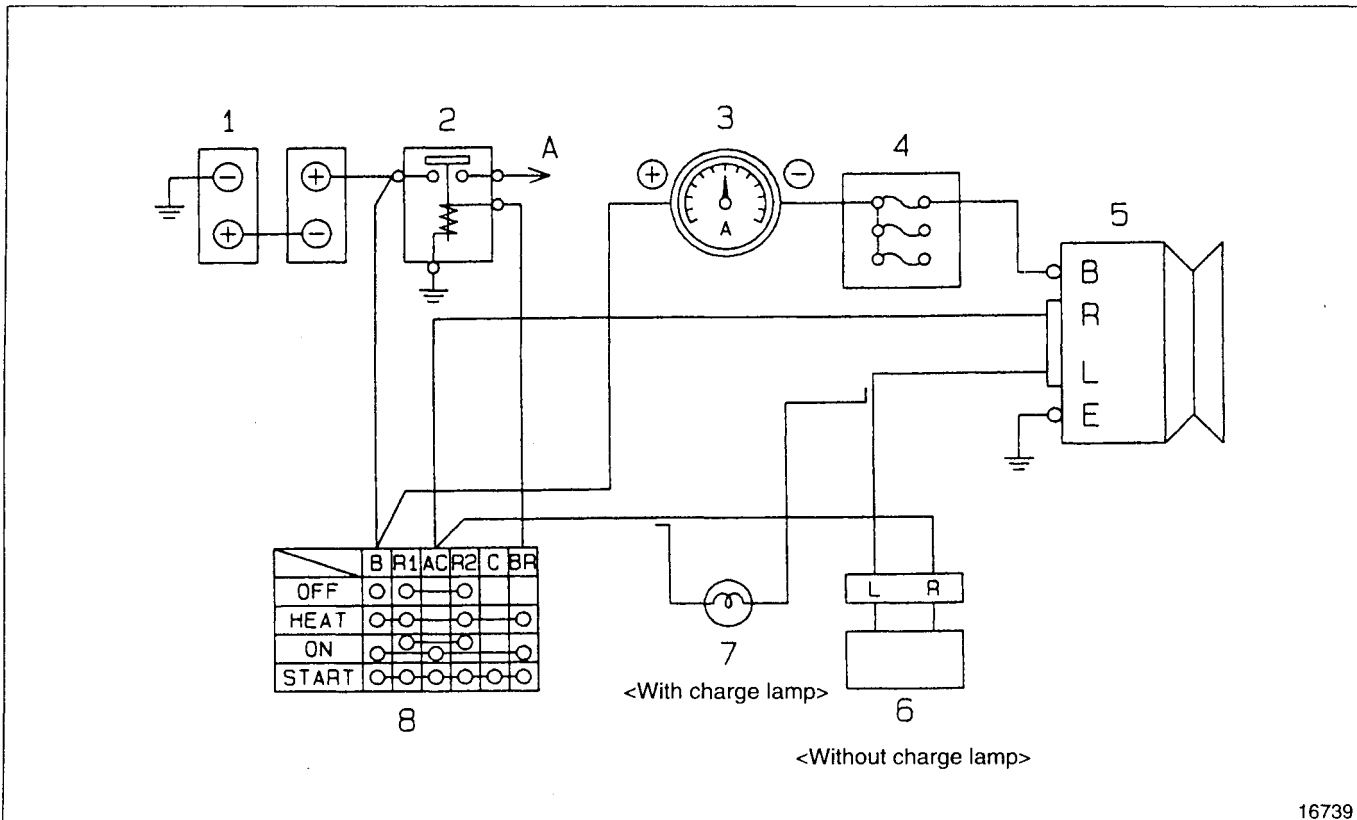 1
2
A
3
+ A -
4
5
- +
+ -
B
R
L
E
B R1 AC R2 C BR
OFF
HEAT
ON
START
8
7
<With charge lamp>
L R
6
<Without charge lamp>
16739